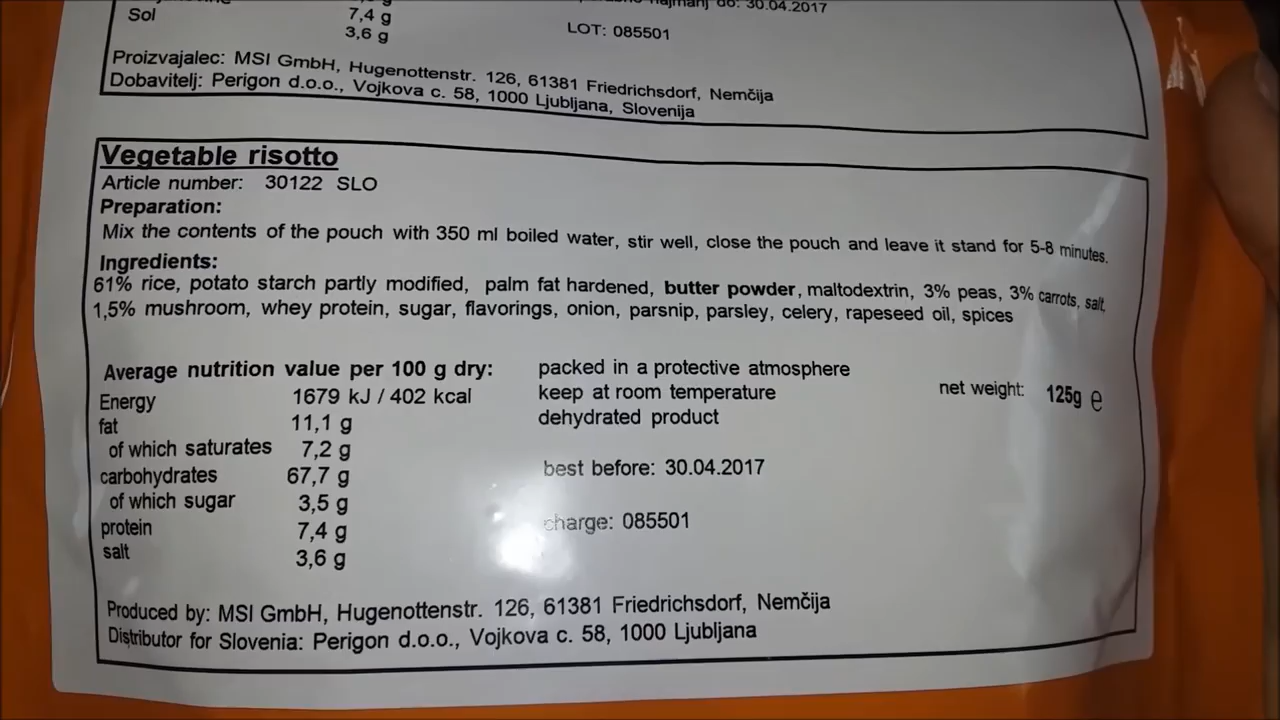 Sol 7,4 g do: 30.04.2017
3,6 g LOT: 085501
Proizvajalec: MSI GmbH, Hugenottenstr. 126, 61381 Friedrichsdorf, Nemčija
Dobavitelj: Perigon d.o.o., Vojkova c. 58, 1000 Ljubljana, Slovenija
Vegetable risotto
Article number: 30122 SLO
Preparation:
Mix the contents of the pouch with 350 ml boiled water, stir well, close the pouch and leave it stand for 5-8 minutes.
Ingredients:
61% rice, potato starch partly modified, palm fat hardened, butter powder, maltodextrin, 3% peas, 3% carrots, salt,
1,5% mushroom, whey protein, sugar, flavorings, onion, parsnip, parsley, celery, rapeseed oil, spices
Average nutrition value per 100 g dry: packed in a protective atmosphere
Energy 1679 kJ / 402 kcal keep at room temperature net weight: 125g e
fat 11,1 g dehydrated product
of which saturates 7,2 g
carbohydrates 67,7 g best before: 30.04.2017
of which sugar 3,5 g
protein 7,4 g charge: 085501
salt 3,6 g
Produced by: MSI GmbH, Hugenottenstr. 126, 61381 Friedrichsdorf, Nemčija
Distributor for Slovenia: Perigon d.o.o., Vojkova c. 58, 1000 Ljubljana